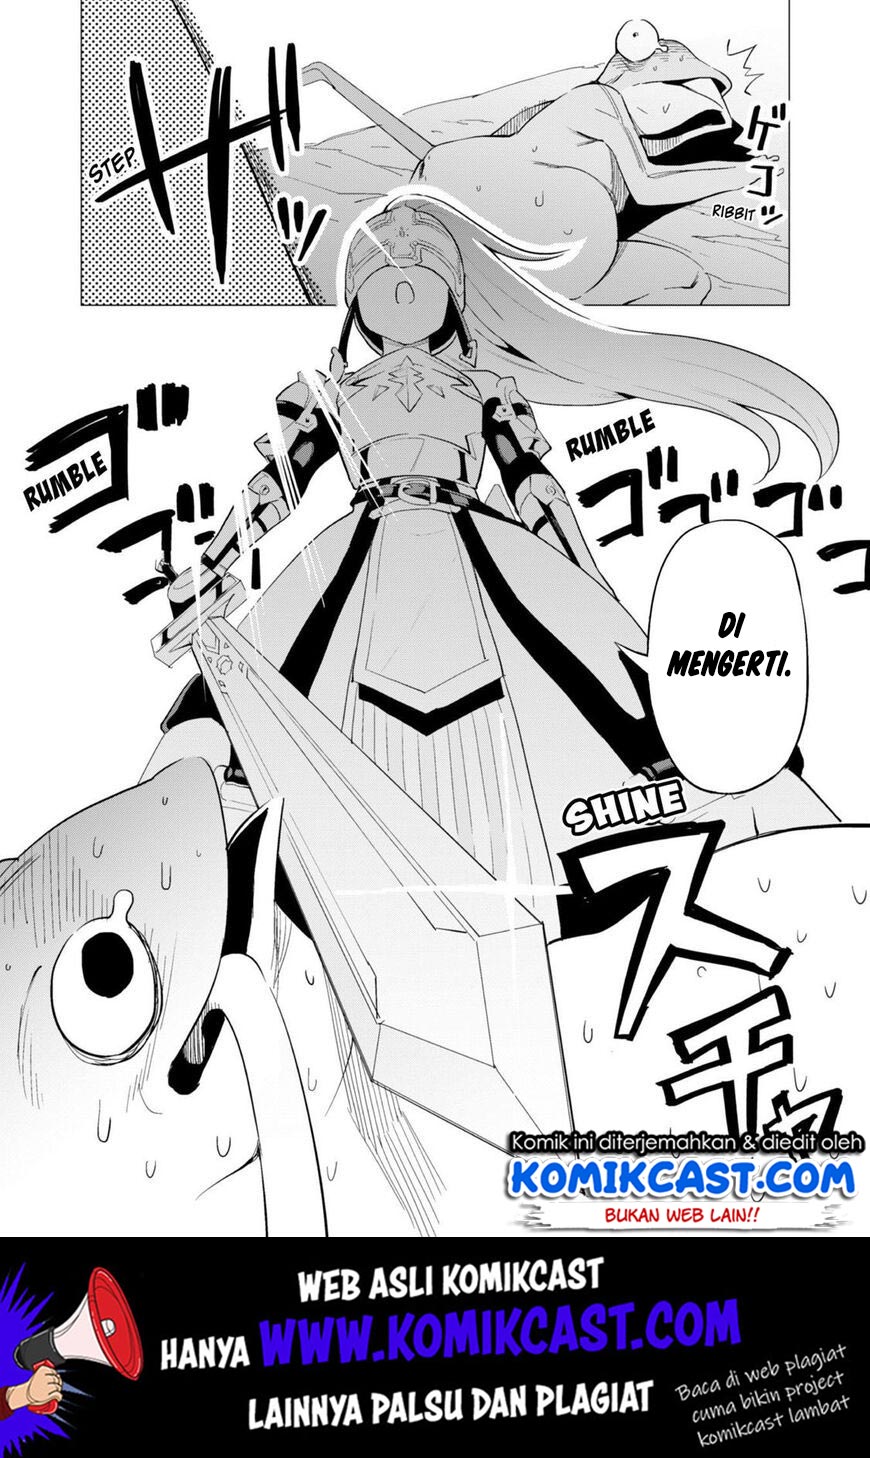 STEP
ザッ
ゲコッ
RIBBIT
RUMBLE
ゴゴ
RUMBLE
ゴゴゴゴ
DI
MENGERTI.
SHINE
スチャ
Komik ini diterjemahkan & diedit oleh
KOMIKCAST.COM
BUKAN WEB LAIN!!
WEB ASLI KOMIKCAST
HANYA WWW.KOMIKCAST.COM
LAINNYA PALSU DAN PLAGIAT
Baca di web plagiat
cuma bikin project
komikcast lambat